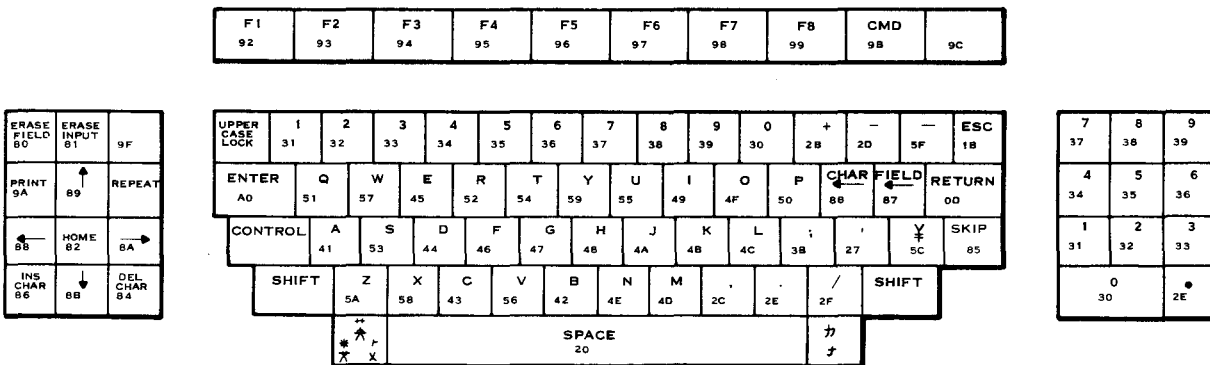 F1 F2 F3 F4 F5 F6 F7 F8 CMD
92 93 94 95 96 97 98 99 9B 9C
ERASE FIELD 80
ERASE INPUT 81
9F
PRINT 9A
↑ 89
REPEAT
← 88
HOME 82
→ 8A
INS CHAR 86
↓ 8B
DEL CHAR 84
UPPER CASE LOCK
1 2 3 4 5 6 7 8 9 0 + - — ESC
31 32 33 34 35 36 37 38 39 30 2B 2D 5F 1B
ENTER Q W E R T Y U I O P CHAR ← FIELD ← RETURN
A0 51 57 45 52 54 59 55 49 4F 50 88 87 0D
CONTROL A S D F G H J K L ; ' ¥ SKIP
41 53 44 46 47 48 4A 4B 4C 3B 27 5C 85
SHIFT Z X C V B N M , . / SHIFT
5A 58 43 56 42 4E 4D 2C 2E 2F
SPACE
20
カ
ナ
7 8 9
37 38 39
4 5 6
34 35 36
1 2 3
31 32 33
0 •
30 2E